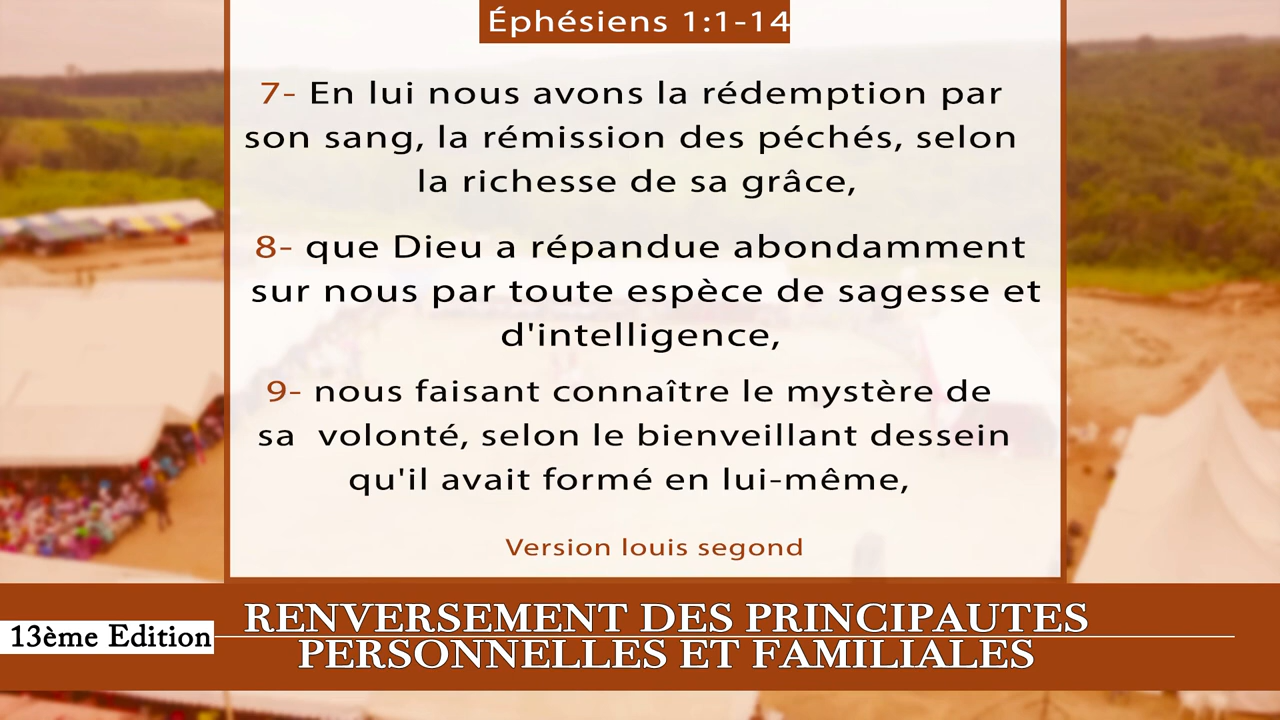 Éphésiens 1:1-14
7- En lui nous avons la rédemption par
son sang, la rémission des péchés, selon
la richesse de sa grâce,
8- que Dieu a répandue abondamment
sur nous par toute espèce de sagesse et
d'intelligence,
9- nous faisant connaître le mystère de
sa volonté, selon le bienveillant dessein
qu'il avait formé en lui-même,
Version louis segond
13ème Edition
RENVERSEMENT DES PRINCIPAUTES
PERSONNELLES ET FAMILIALES